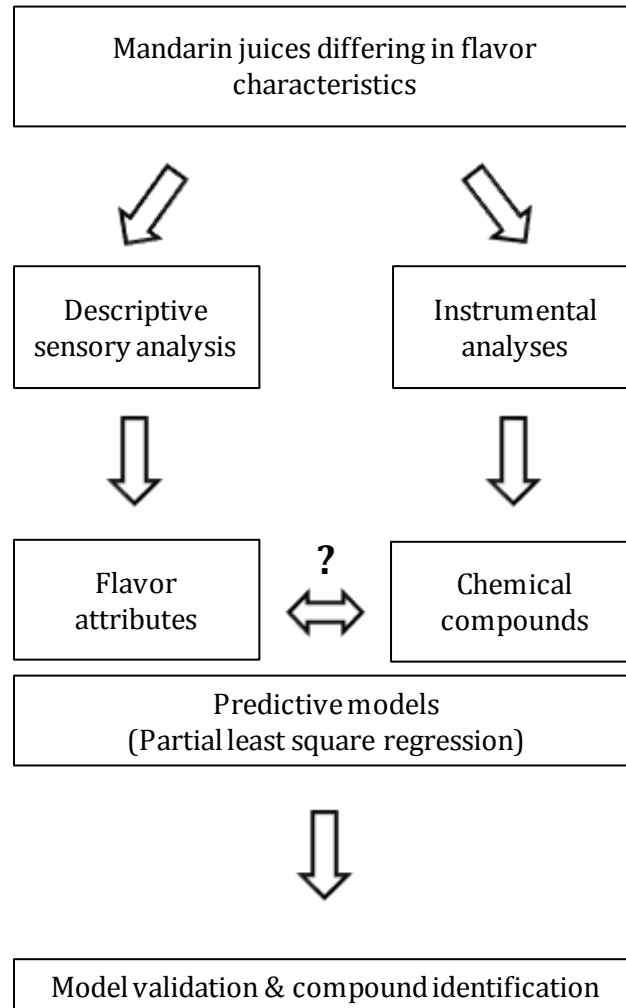 Mandarin juices differing in flavor
characteristics
Descriptive
sensory analysis
Instrumental
analyses
Flavor
attributes
?
Chemical
compounds
Predictive models
(Partial least square regression)
Model validation & compound identification